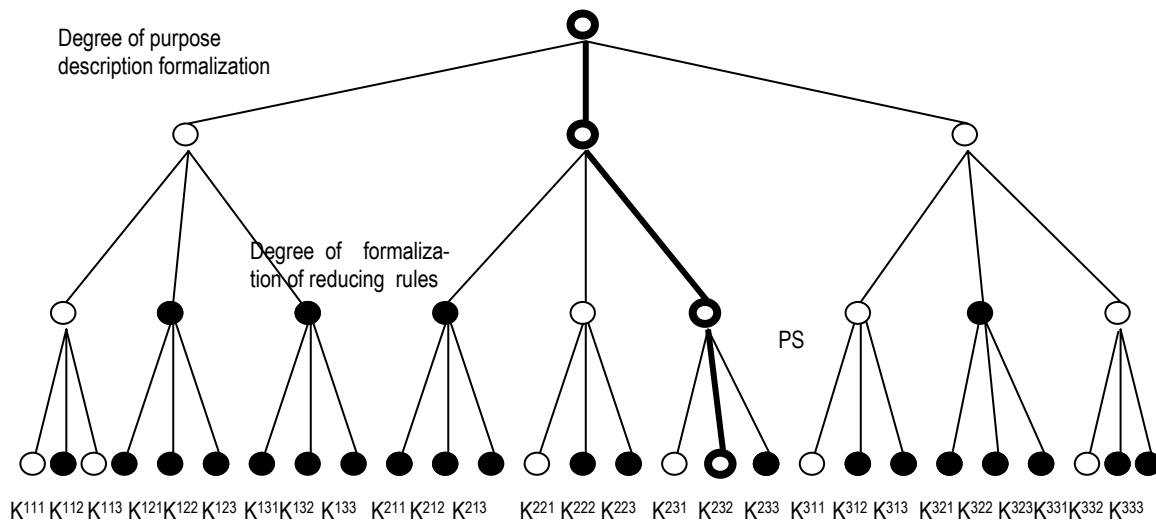 Degree of purpose
description formalization
Degree of formaliza-
tion of reducing rules
PS
K111 K112 K113 K121 K122 K123 K131 K132 K133 K211 K212 K213 K221 K222 K223 K231 K232 K233 K311 K312 K313 K321 K322 K323 K331 K332 K333